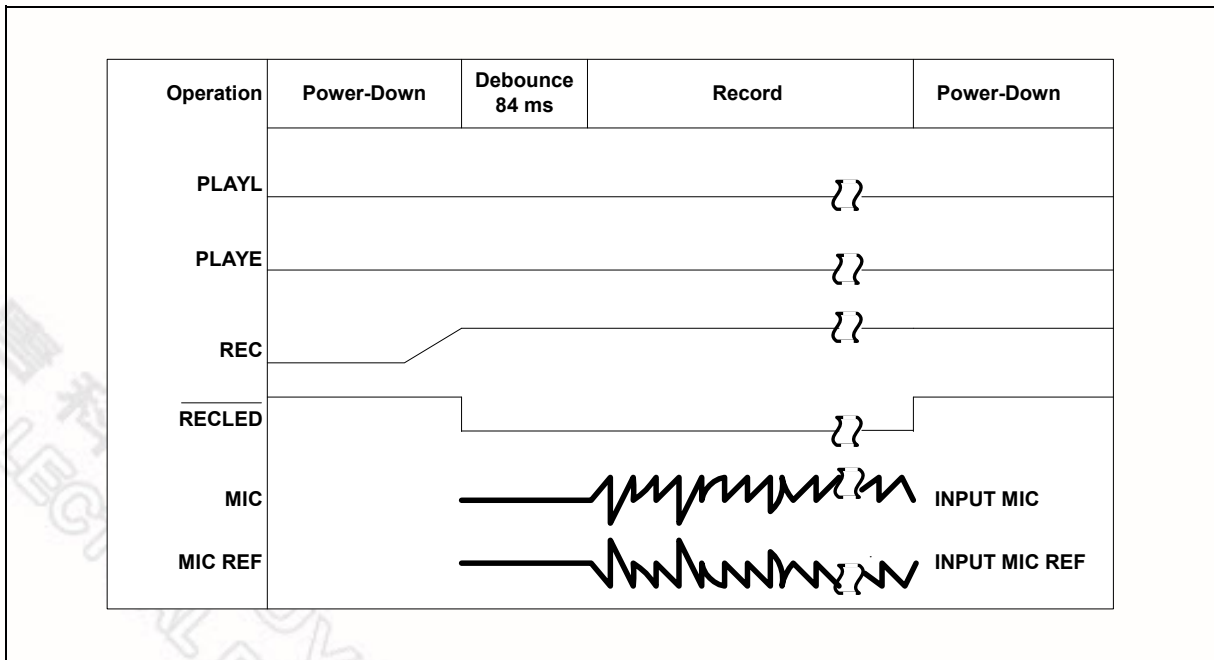 Operation Power-Down Debounce 84 ms Record Power-Down
PLAYL
PLAYE
REC
RECLED
MIC INPUT MIC
MIC REF INPUT MIC REF